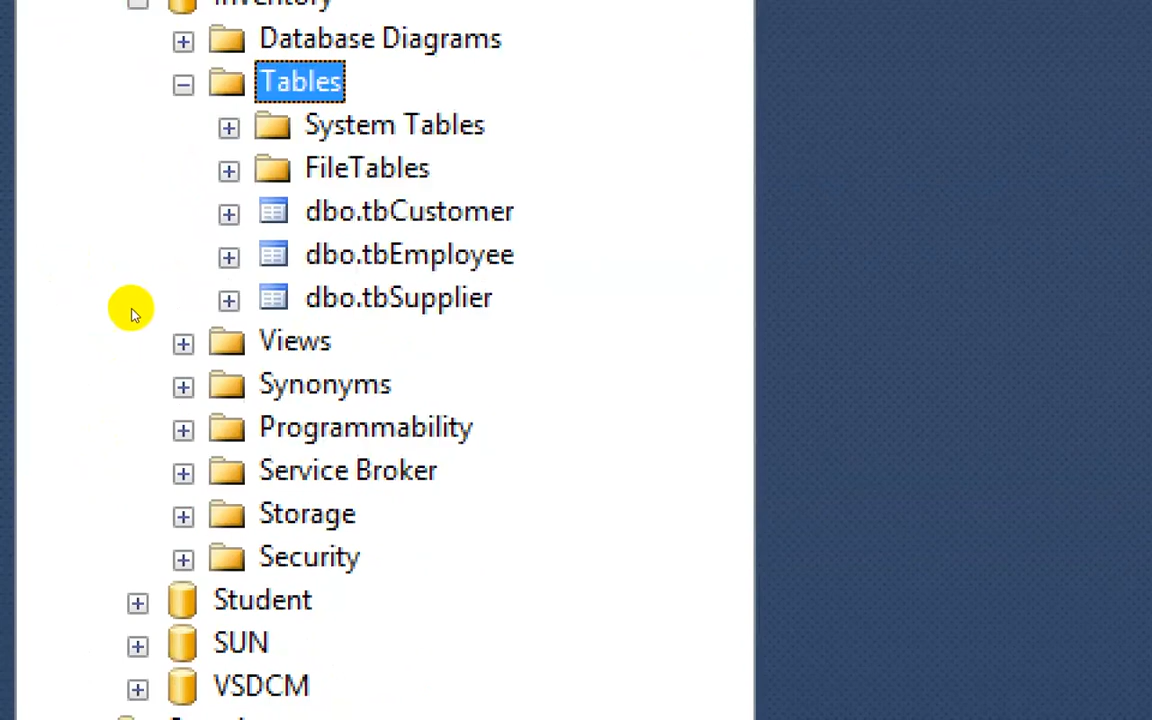 Inventory
Database Diagrams
Tables
System Tables
FileTables
dbo.tbCustomer
dbo.tbEmployee
dbo.tbSupplier
Views
Synonyms
Programmability
Service Broker
Storage
Security
Student
SUN
VSDCM